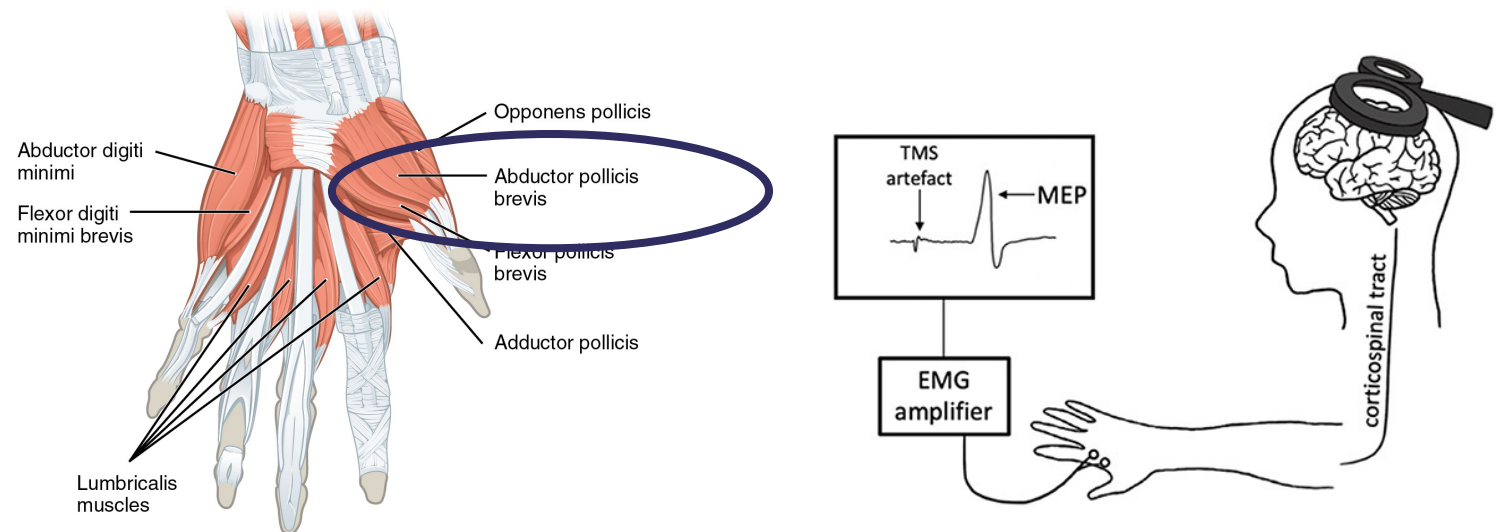 Opponens pollicis
Abductor digiti
minimi
Abductor pollicis
brevis
Flexor digiti
minimi brevis
Flexor pollicis
brevis
Adductor pollicis
Lumbricalis
muscles
TMS
artefact
MEP
EMG
amplifier
corticospinal tract